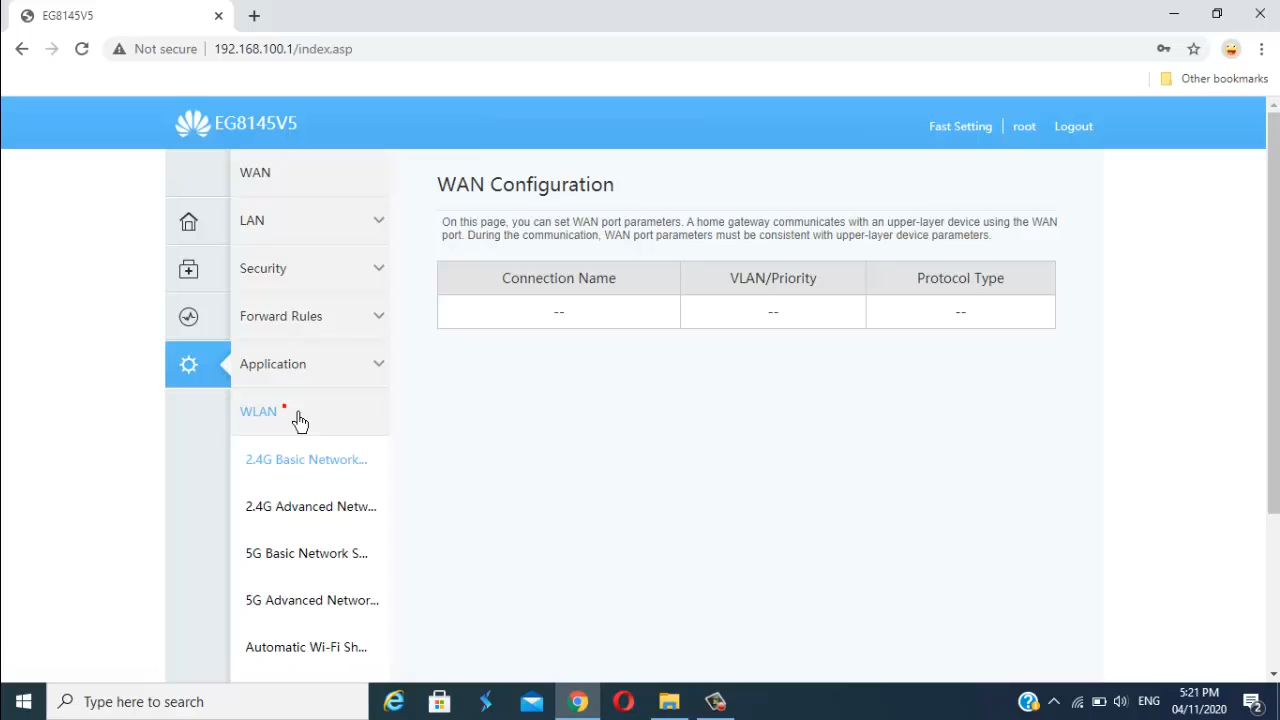 EG8145V5
Not secure
192.168.100.1/index.asp
Other bookmarks
EG8145V5
Fast Setting
root
Logout
WAN
LAN
Security
Forward Rules
Application
WLAN
2.4G Basic Network...
2.4G Advanced Netw...
5G Basic Network S...
5G Advanced Networ...
Automatic Wi-Fi Sh...
WAN Configuration
On this page, you can set WAN port parameters. A home gateway communicates with an upper-layer device using the WAN
port. During the communication, WAN port parameters must be consistent with upper-layer device parameters.
Connection Name VLAN/Priority Protocol Type
-- -- --
Type here to search
ENG
5:21 PM
04/11/2020
2